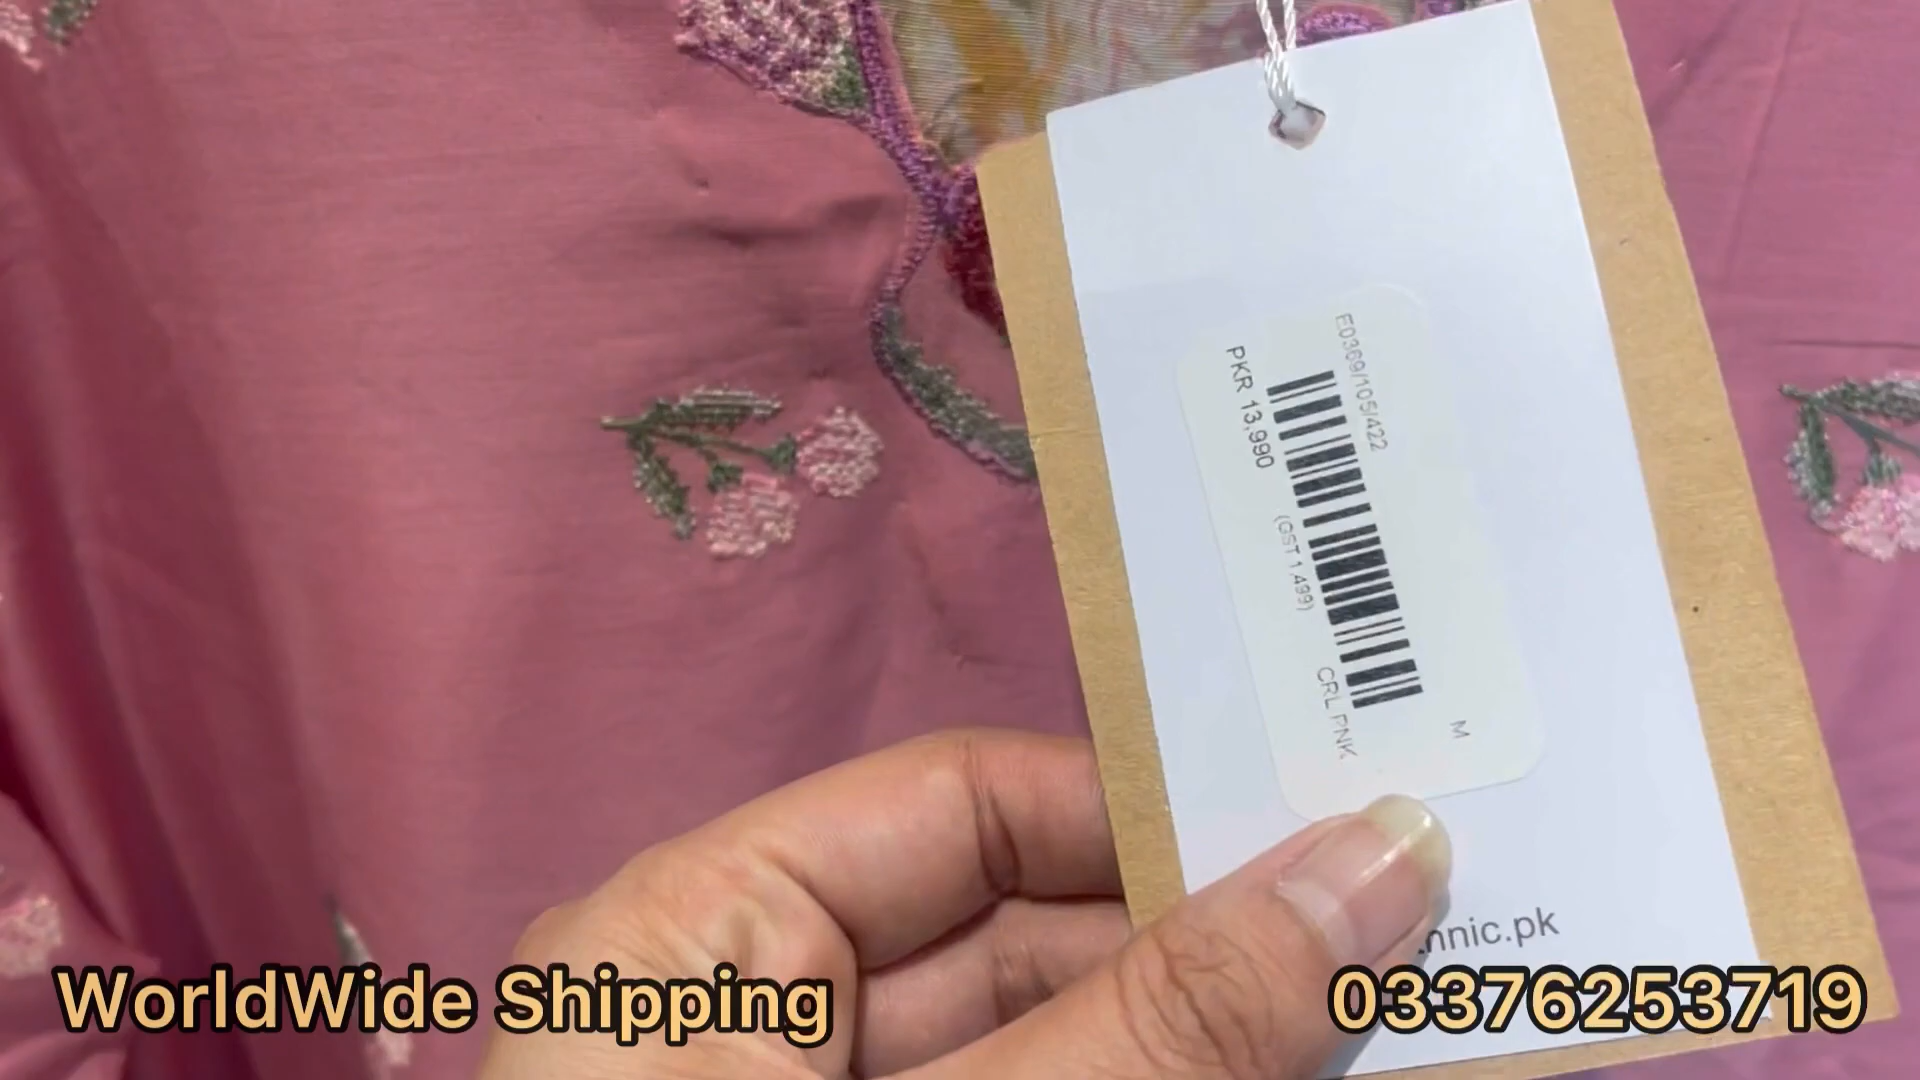 E0369/105/422
PKR 13,990
(GST 1,499)
CRL PNK
M
nnic.pk
WorldWide Shipping
03376253719